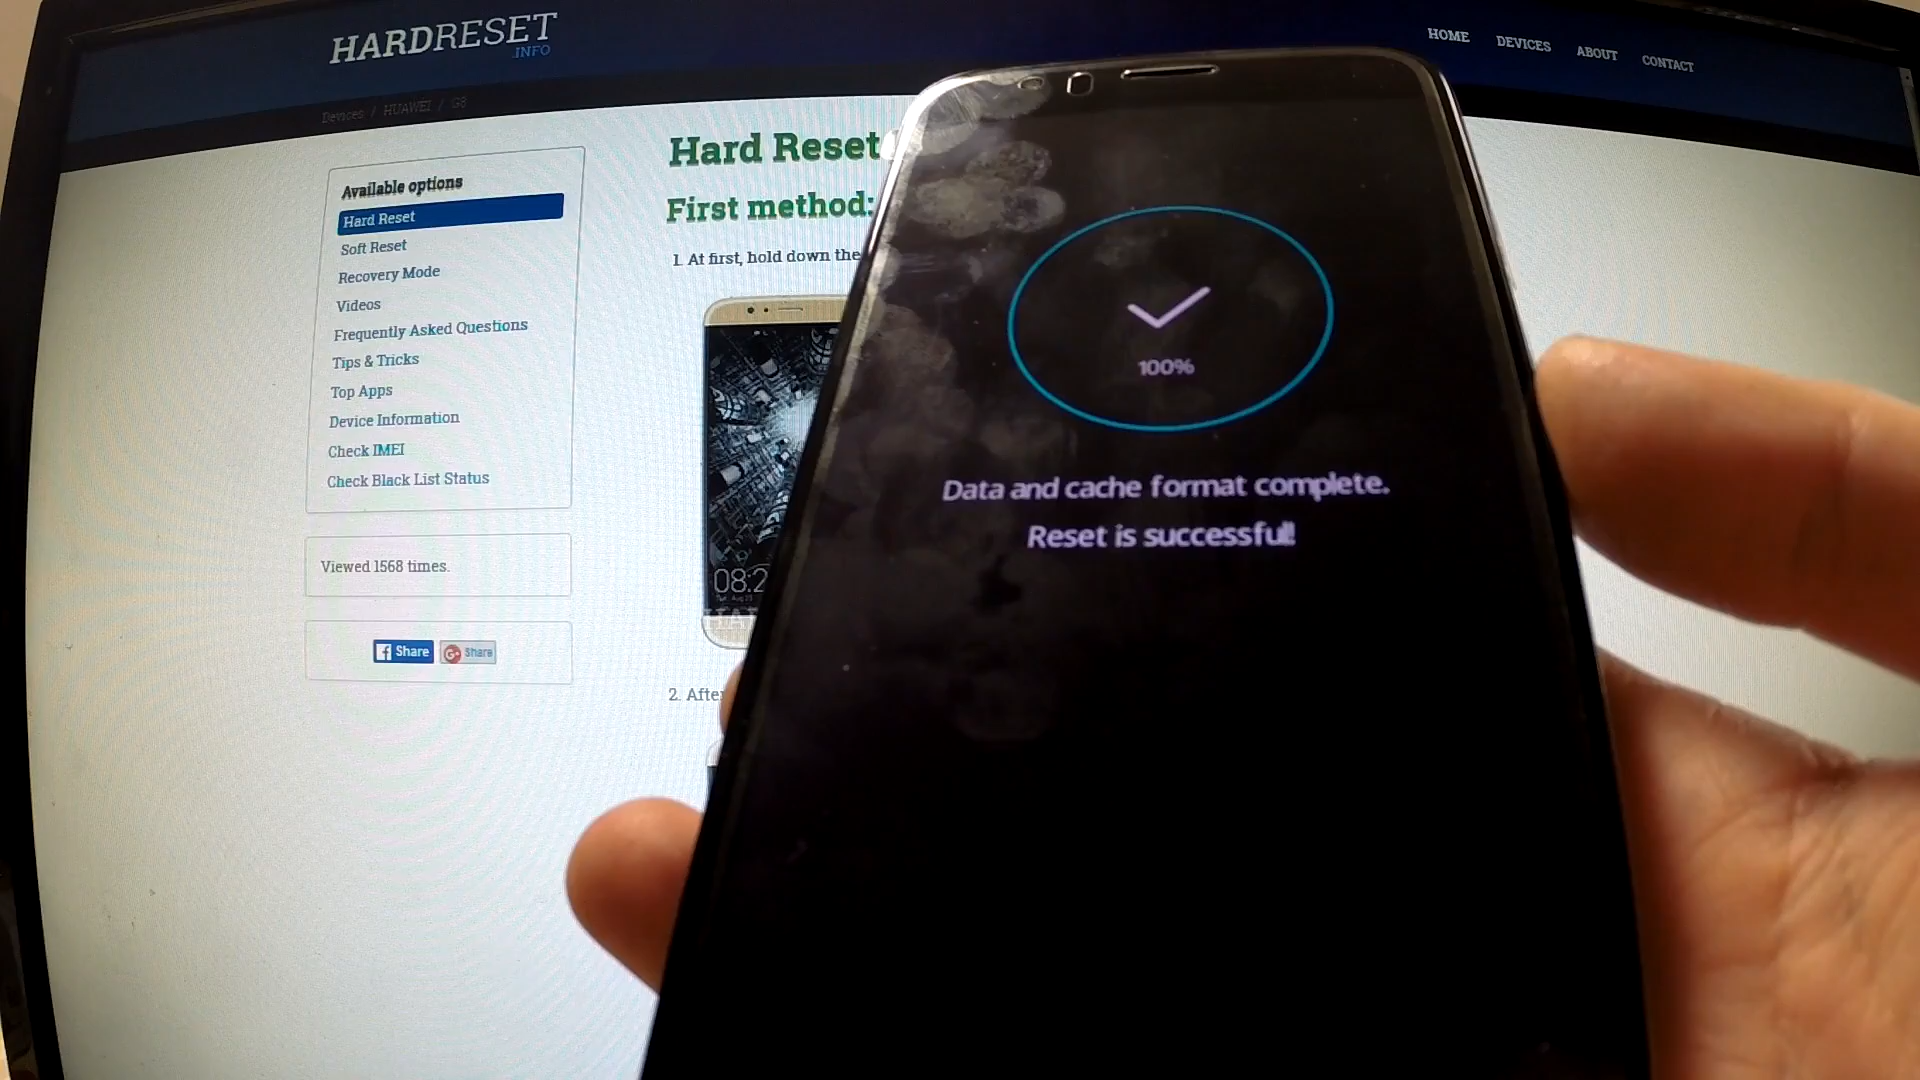 HARDRESET
.INFO
HOME DEVICES ABOUT CONTACT
Devices / HUAWEI / G8
Available options
Hard Reset
Soft Reset
Recovery Mode
Videos
Frequently Asked Questions
Tips & Tricks
Top Apps
Device Information
Check IMEI
Check Black List Status
Viewed 1568 times.
Share
Share
Hard Reset
First method:
1. At first, hold down the
08:2
2. After
100%
Data and cache format complete.
Reset is successful!